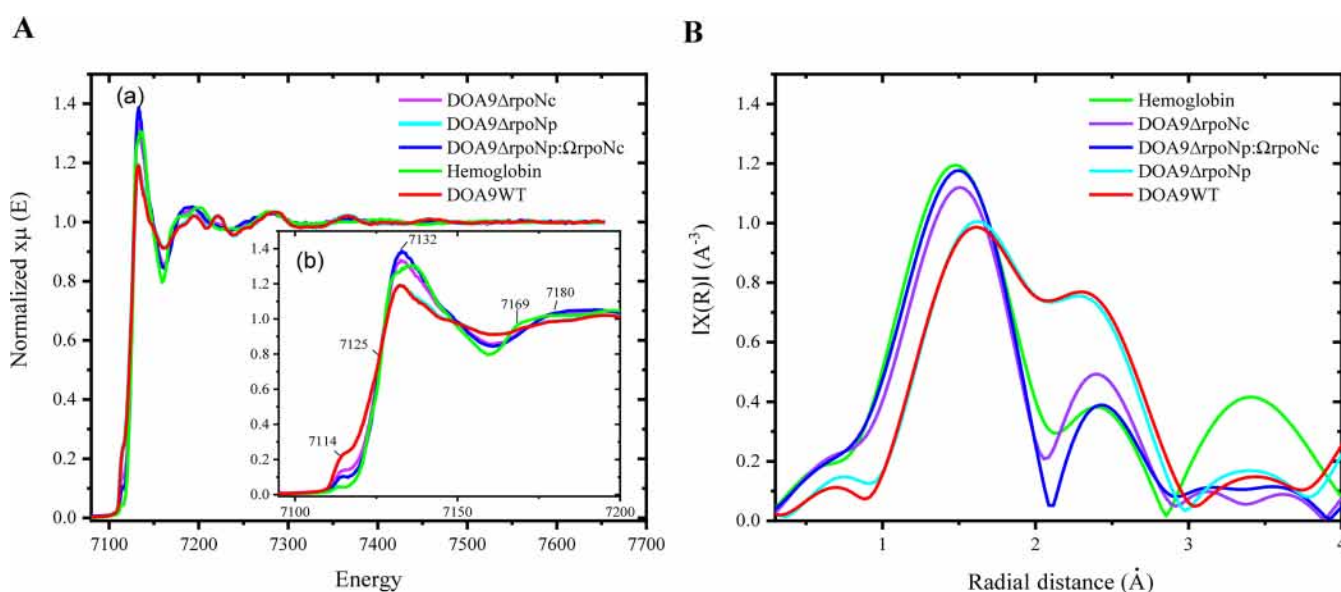 A
B
(a)
DOA9ΔrpoNc
DOA9ΔrpoNp
DOA9ΔrpoNp:ΩrpoNc
Hemoglobin
DOA9WT
Normalized xμ (E)
1.4
1.2
1.0
0.8
0.6
0.4
0.2
0.0
7100 7200 7300 7400 7500 7600 7700
Energy
(b)
7132
7169
7180
7125
7114
1.4
1.2
1.0
0.8
0.6
0.4
0.2
0.0
7100 7150 7200
Hemoglobin
DOA9ΔrpoNc
DOA9ΔrpoNp:ΩrpoNc
DOA9ΔrpoNp
DOA9WT
|X(R)| (A⁻³)
1.4
1.2
1.0
0.8
0.6
0.4
0.2
0.0
1 2 3 4
Radial distance (Ȧ)